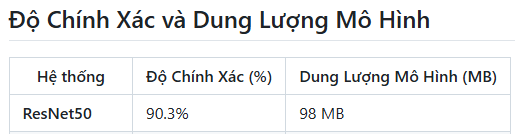 Độ Chính Xác và Dung Lượng Mô Hình
Hệ thống Độ Chính Xác (%) Dung Lượng Mô Hình (MB)
ResNet50 90.3% 98 MB